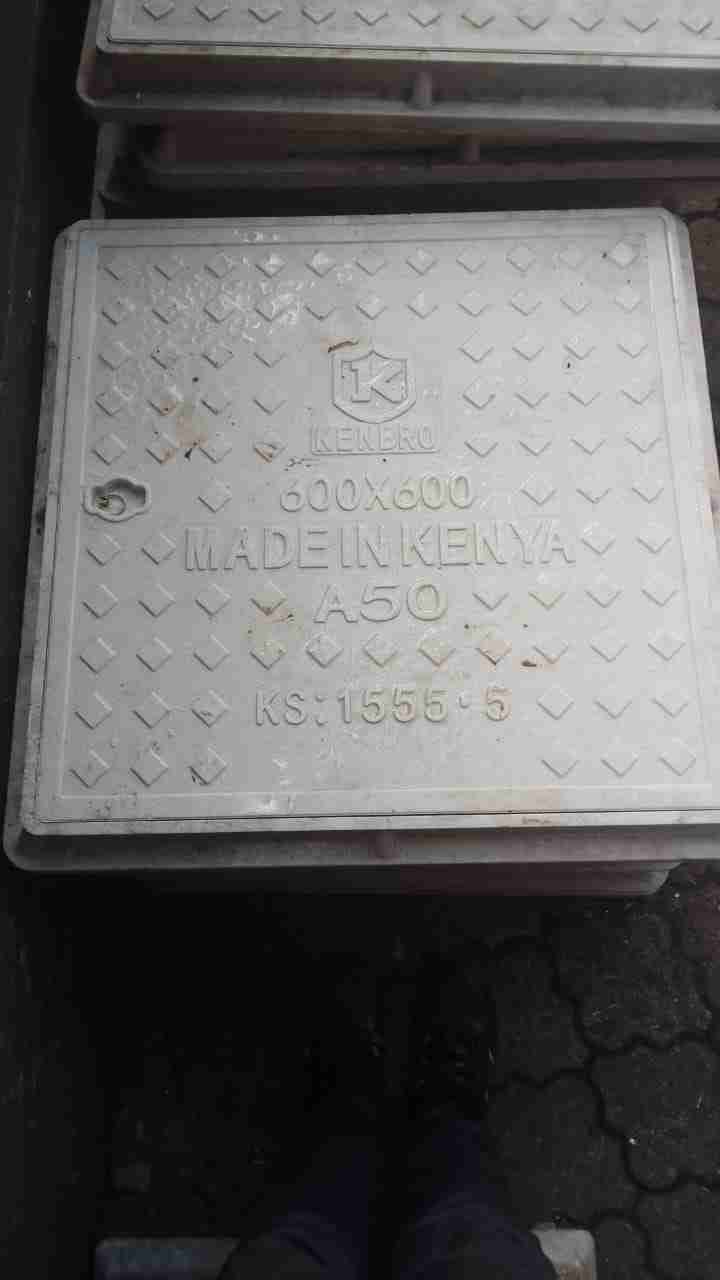 K
KENBRO
600X600
MADE IN KENYA
A50
KS:1555·5